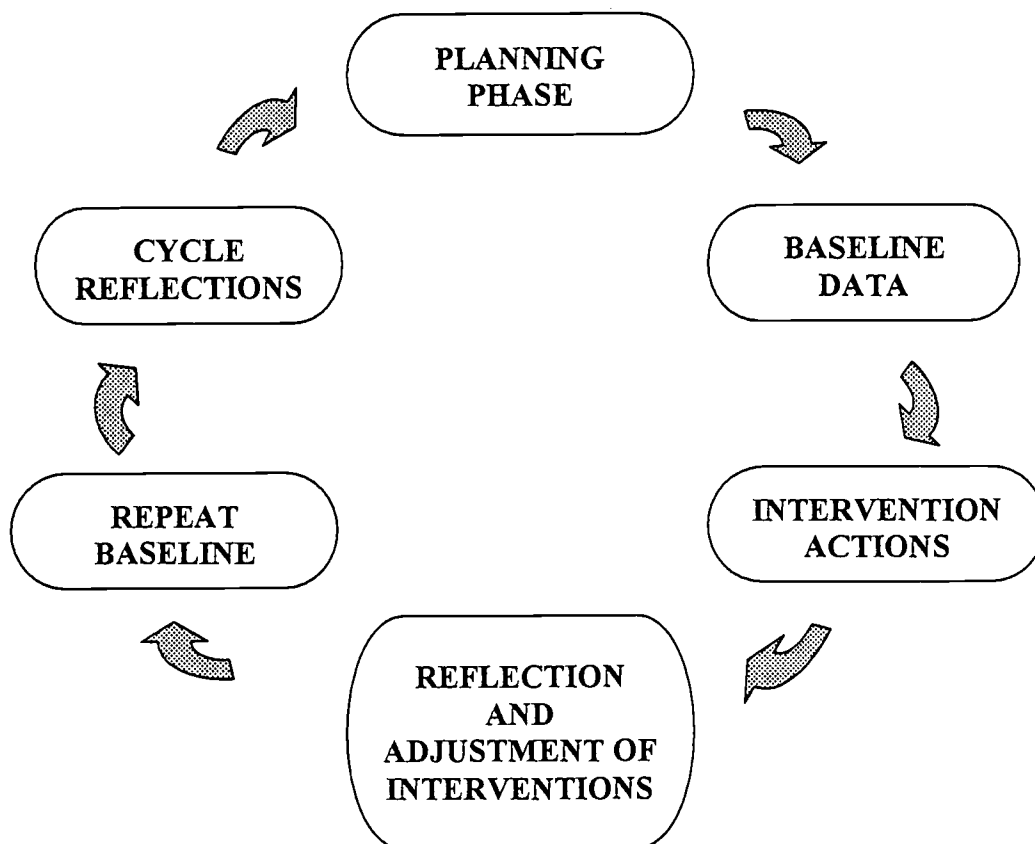 PLANNING
PHASE
BASELINE
DATA
INTERVENTION
ACTIONS
REFLECTION
AND
ADJUSTMENT OF
INTERVENTIONS
REPEAT
BASELINE
CYCLE
REFLECTIONS